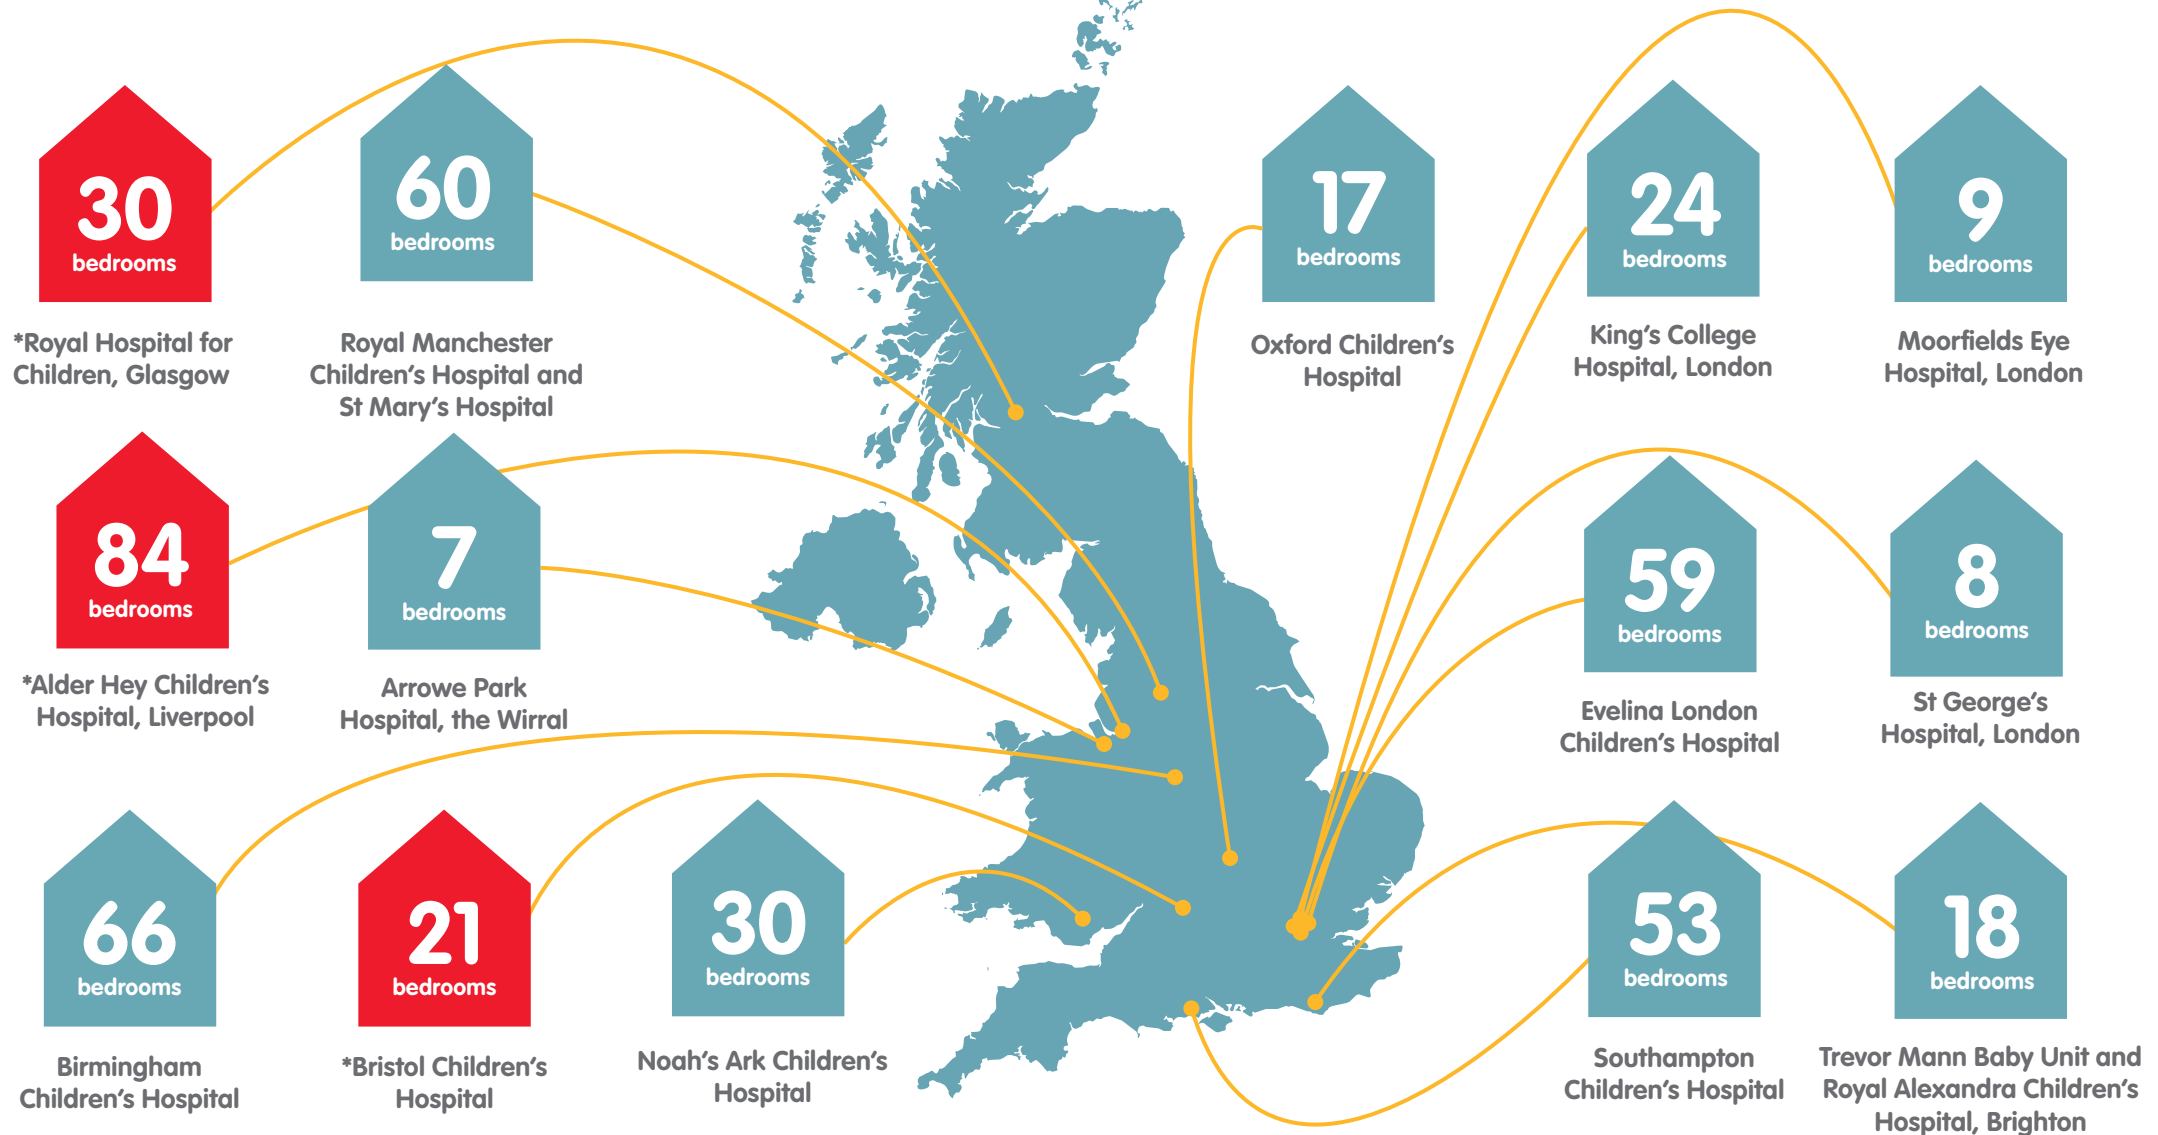 30
bedrooms
*Royal Hospital for
Children, Glasgow
60
bedrooms
Royal Manchester
Children's Hospital and
St Mary's Hospital
17
bedrooms
Oxford Children's
Hospital
24
bedrooms
King's College
Hospital, London
9
bedrooms
Moorfields Eye
Hospital, London
84
bedrooms
*Alder Hey Children's
Hospital, Liverpool
7
bedrooms
Arrowe Park
Hospital, the Wirral
59
bedrooms
Evelina London
Children's Hospital
8
bedrooms
St George's
Hospital, London
66
bedrooms
Birmingham
Children's Hospital
21
bedrooms
*Bristol Children's
Hospital
30
bedrooms
Noah's Ark Children's
Hospital
53
bedrooms
Southampton
Children's Hospital
18
bedrooms
Trevor Mann Baby Unit and
Royal Alexandra Children's
Hospital, Brighton